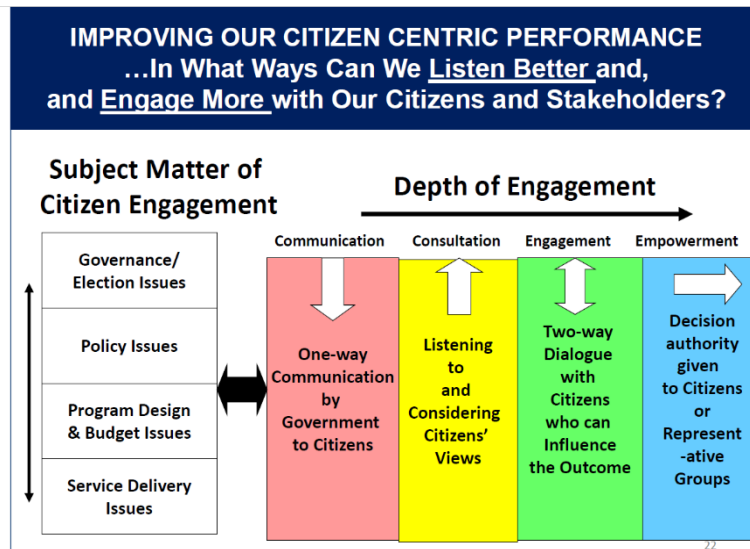 IMPROVING OUR CITIZEN CENTRIC PERFORMANCE
…In What Ways Can We Listen Better and,
and Engage More with Our Citizens and Stakeholders?
Subject Matter of
Citizen Engagement
Governance/
Election Issues
Policy Issues
Program Design
& Budget Issues
Service Delivery
Issues
Depth of Engagement
Communication
One-way
Communication
by
Government
to Citizens
Consultation
Listening
to
and
Considering
Citizens’
Views
Engagement
Two-way
Dialogue
with
Citizens
who can
Influence
the Outcome
Empowerment
Decision
authority
given
to Citizens
or
Represent
-ative
Groups
22